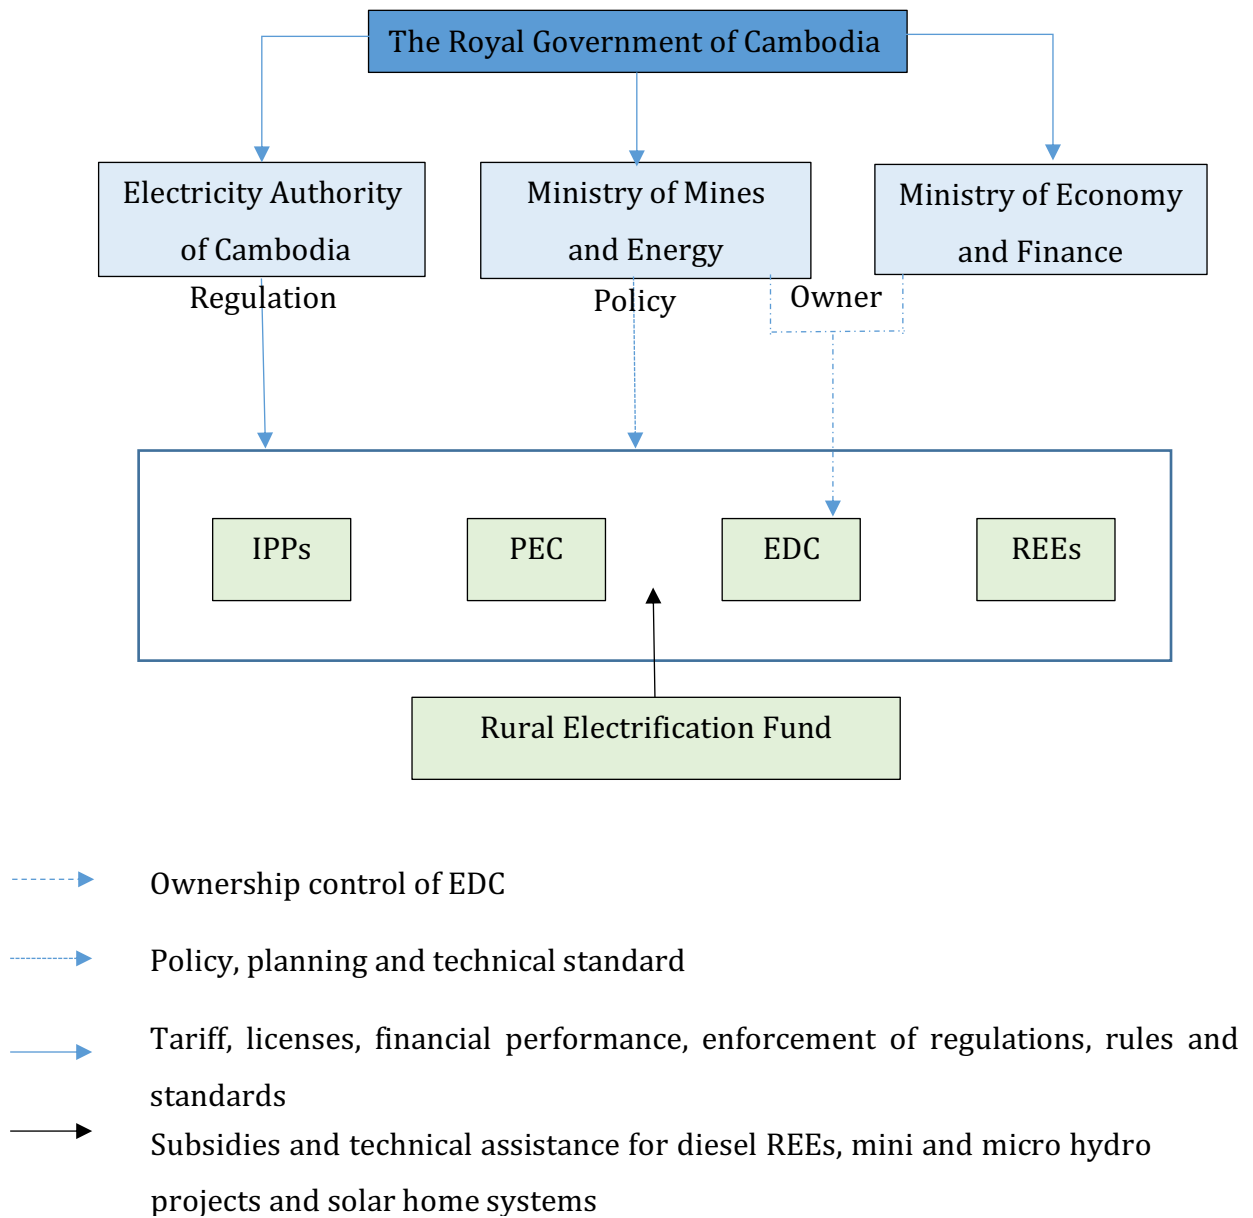 The Royal Government of Cambodia
Electricity Authority
of Cambodia
Ministry of Mines
and Energy
Ministry of Economy
and Finance
Regulation
Policy
Owner
IPPs
PEC
EDC
REEs
Rural Electrification Fund
Ownership control of EDC
Policy, planning and technical standard
Tariff, licenses, financial performance, enforcement of regulations, rules and
standards
Subsidies and technical assistance for diesel REEs, mini and micro hydro
projects and solar home systems